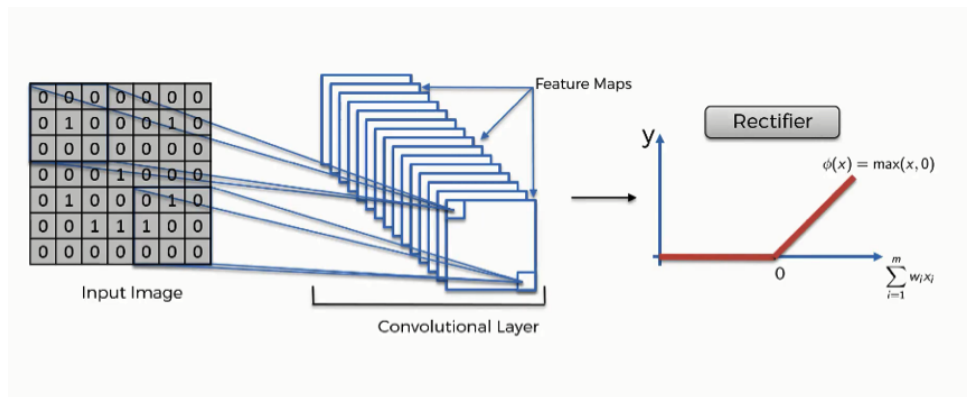 0 0 0 0 0 0 0
0 1 0 0 0 1 0
0 0 0 0 0 0 0
0 0 0 1 0 0 0
0 1 0 0 0 1 0
0 0 1 1 1 0 0
0 0 0 0 0 0 0
Input Image
Feature Maps
Convolutional Layer
Rectifier
y
ϕ(x) = max(x, 0)
0
m
∑ wᵢxᵢ
i=1